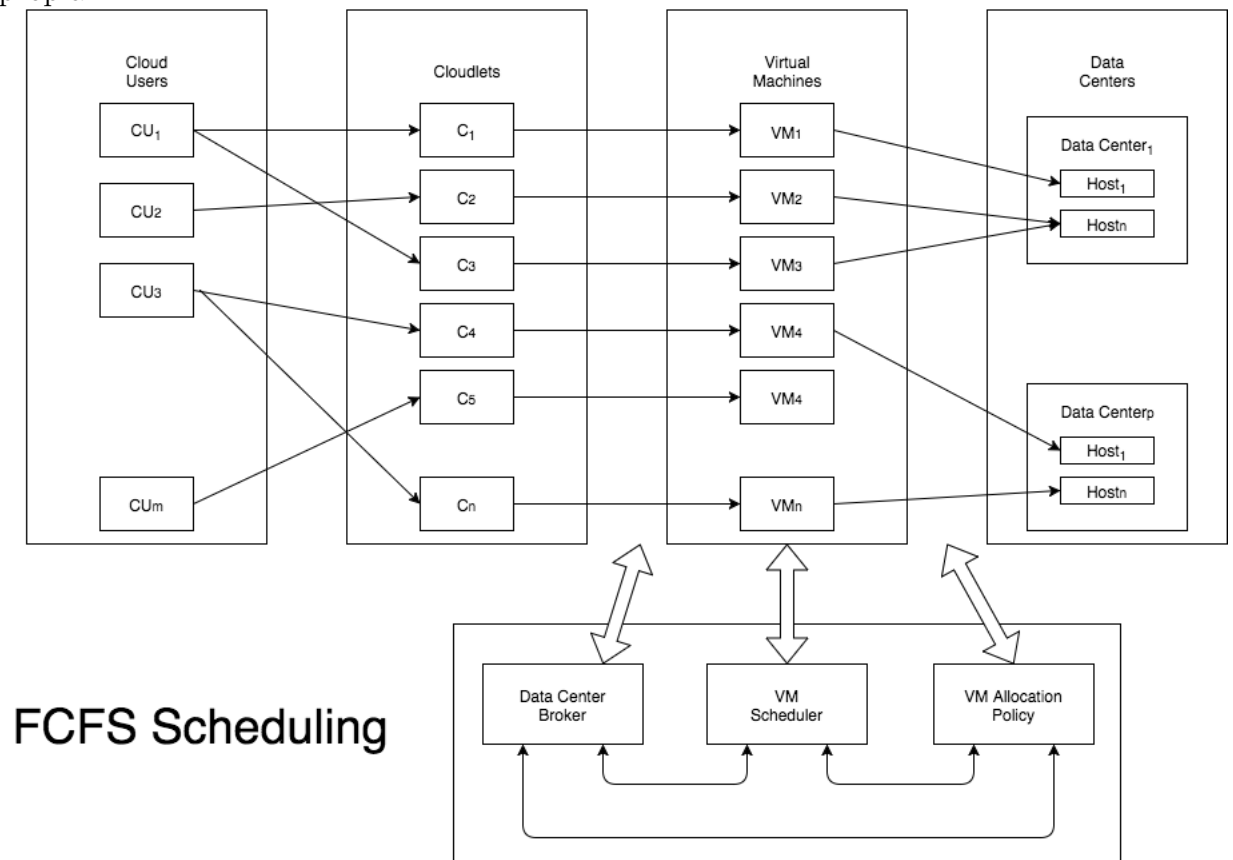 Cloud
Users
CU₁
CU₂
CU₃
CUm
Cloudlets
C₁
C₂
C₃
C₄
C₅
Cn
Virtual
Machines
VM₁
VM₂
VM₃
VM₄
VM₄
VMn
Data
Centers
Data Center₁
Host₁
Hostn
Data Centerp
Host₁
Hostn
FCFS Scheduling
Data Center
Broker
VM
Scheduler
VM Allocation
Policy